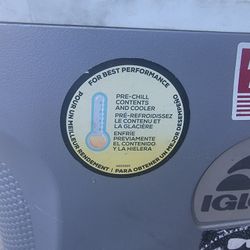 FOR BEST PERFORMANCE
PRE-CHILL
CONTENTS
AND COOLER
PRE-REFROIDISSEZ
LE CONTENU ET
LA GLACIÈRE
ENFRÍE
PREVIAMENTE
EL CONTENIDO
Y LA HIELERA
POUR UN MEILLEUR RENDEMENT / PARA OBTENER UN MEJOR DESEMPEÑO
IGLO